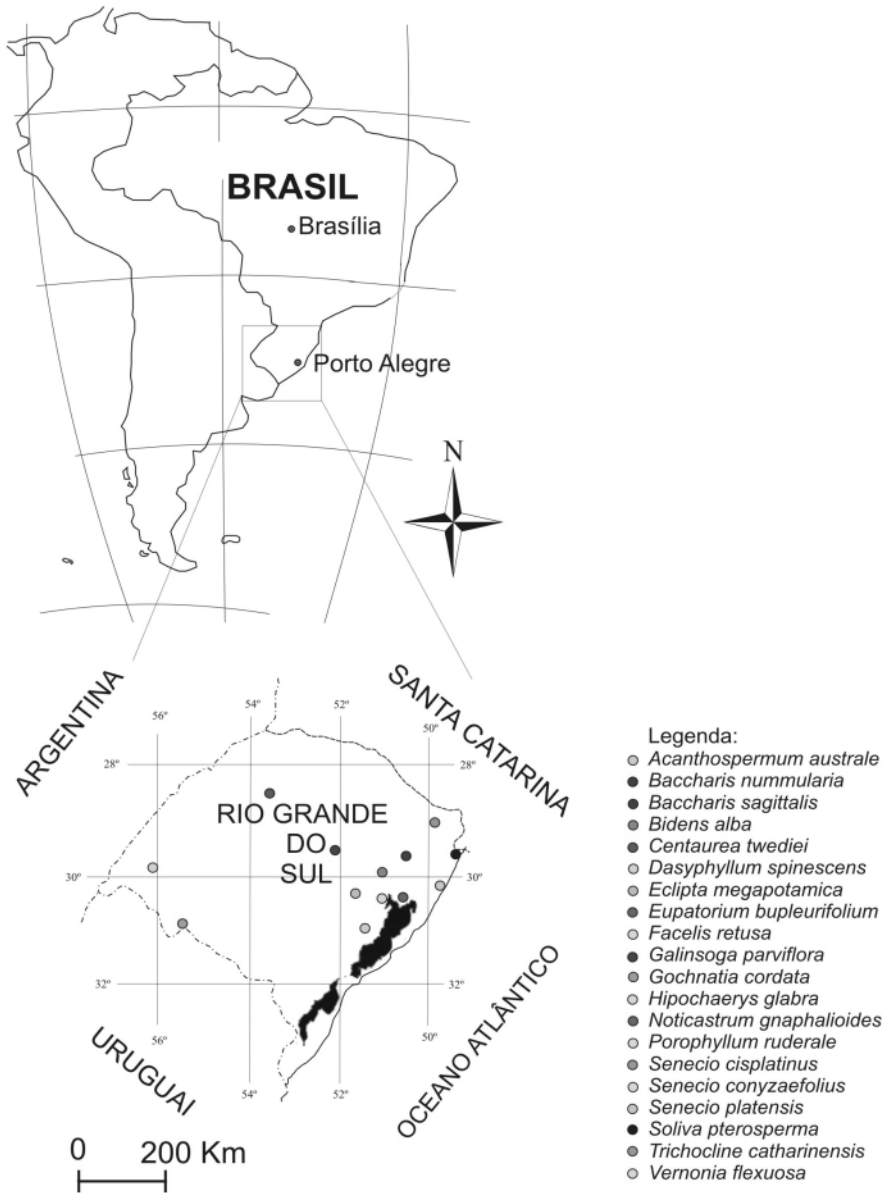 BRASIL
Brasília
Porto Alegre
N
ARGENTINA
SANTA CATARINA
56º
54º
52º
50º
28º
28º
RIO GRANDE
DO
SUL
30º
30º
32º
32º
56º
54º
52º
50º
URUGUAI
OCEANO ATLÂNTICO
0 200 Km
Legenda:
Acanthospermum australe
Baccharis nummularia
Baccharis sagittalis
Bidens alba
Centaurea twediei
Dasyphyllum spinescens
Eclipta megapotamica
Eupatorium bupleurifolium
Facelis retusa
Galinsoga parviflora
Gochnatia cordata
Hipochaerys glabra
Noticastrum gnaphalioides
Porophyllum ruderale
Senecio cisplatinus
Senecio conyzaefolius
Senecio platensis
Soliva pterosperma
Trichocline catharinensis
Vernonia flexuosa